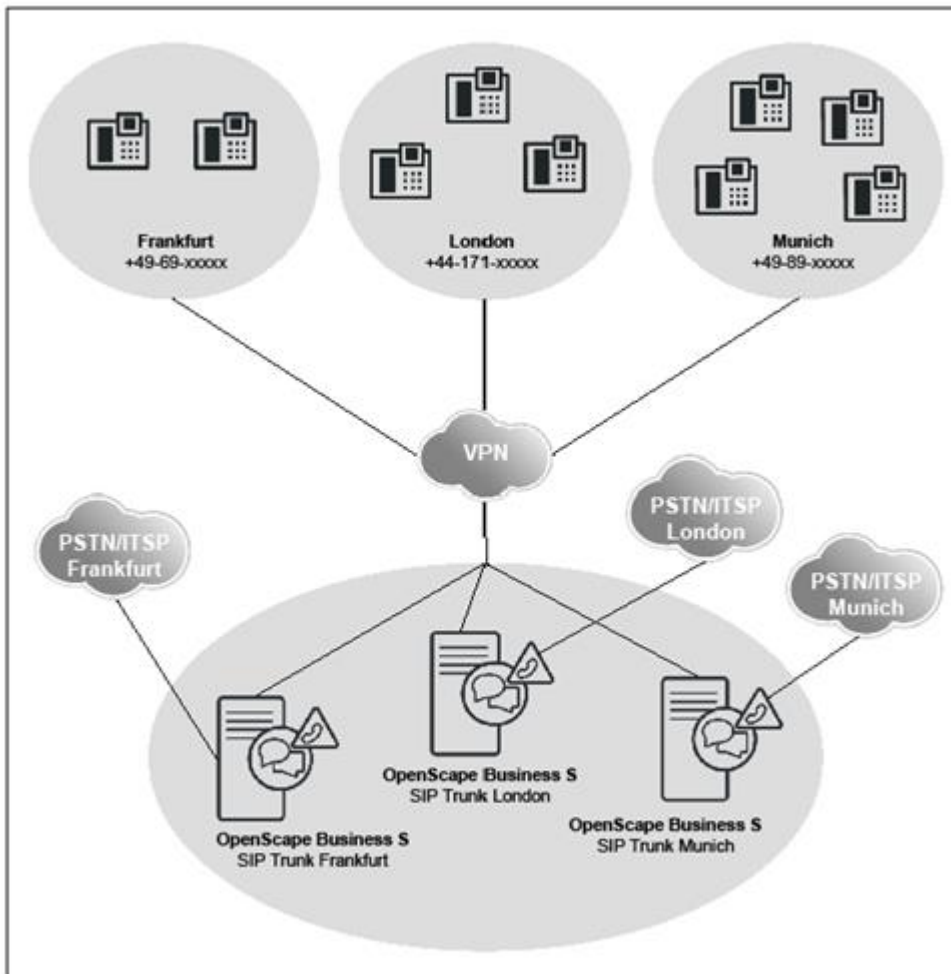 Frankfurt
+49-69-xxxxx
London
+44-171-xxxxx
Munich
+49-89-xxxxx
VPN
PSTN/ITSP
London
PSTN/ITSP
Frankfurt
PSTN/ITSP
Munich
OpenScape Business S
SIP Trunk London
OpenScape Business S
SIP Trunk Frankfurt
OpenScape Business S
SIP Trunk Munich